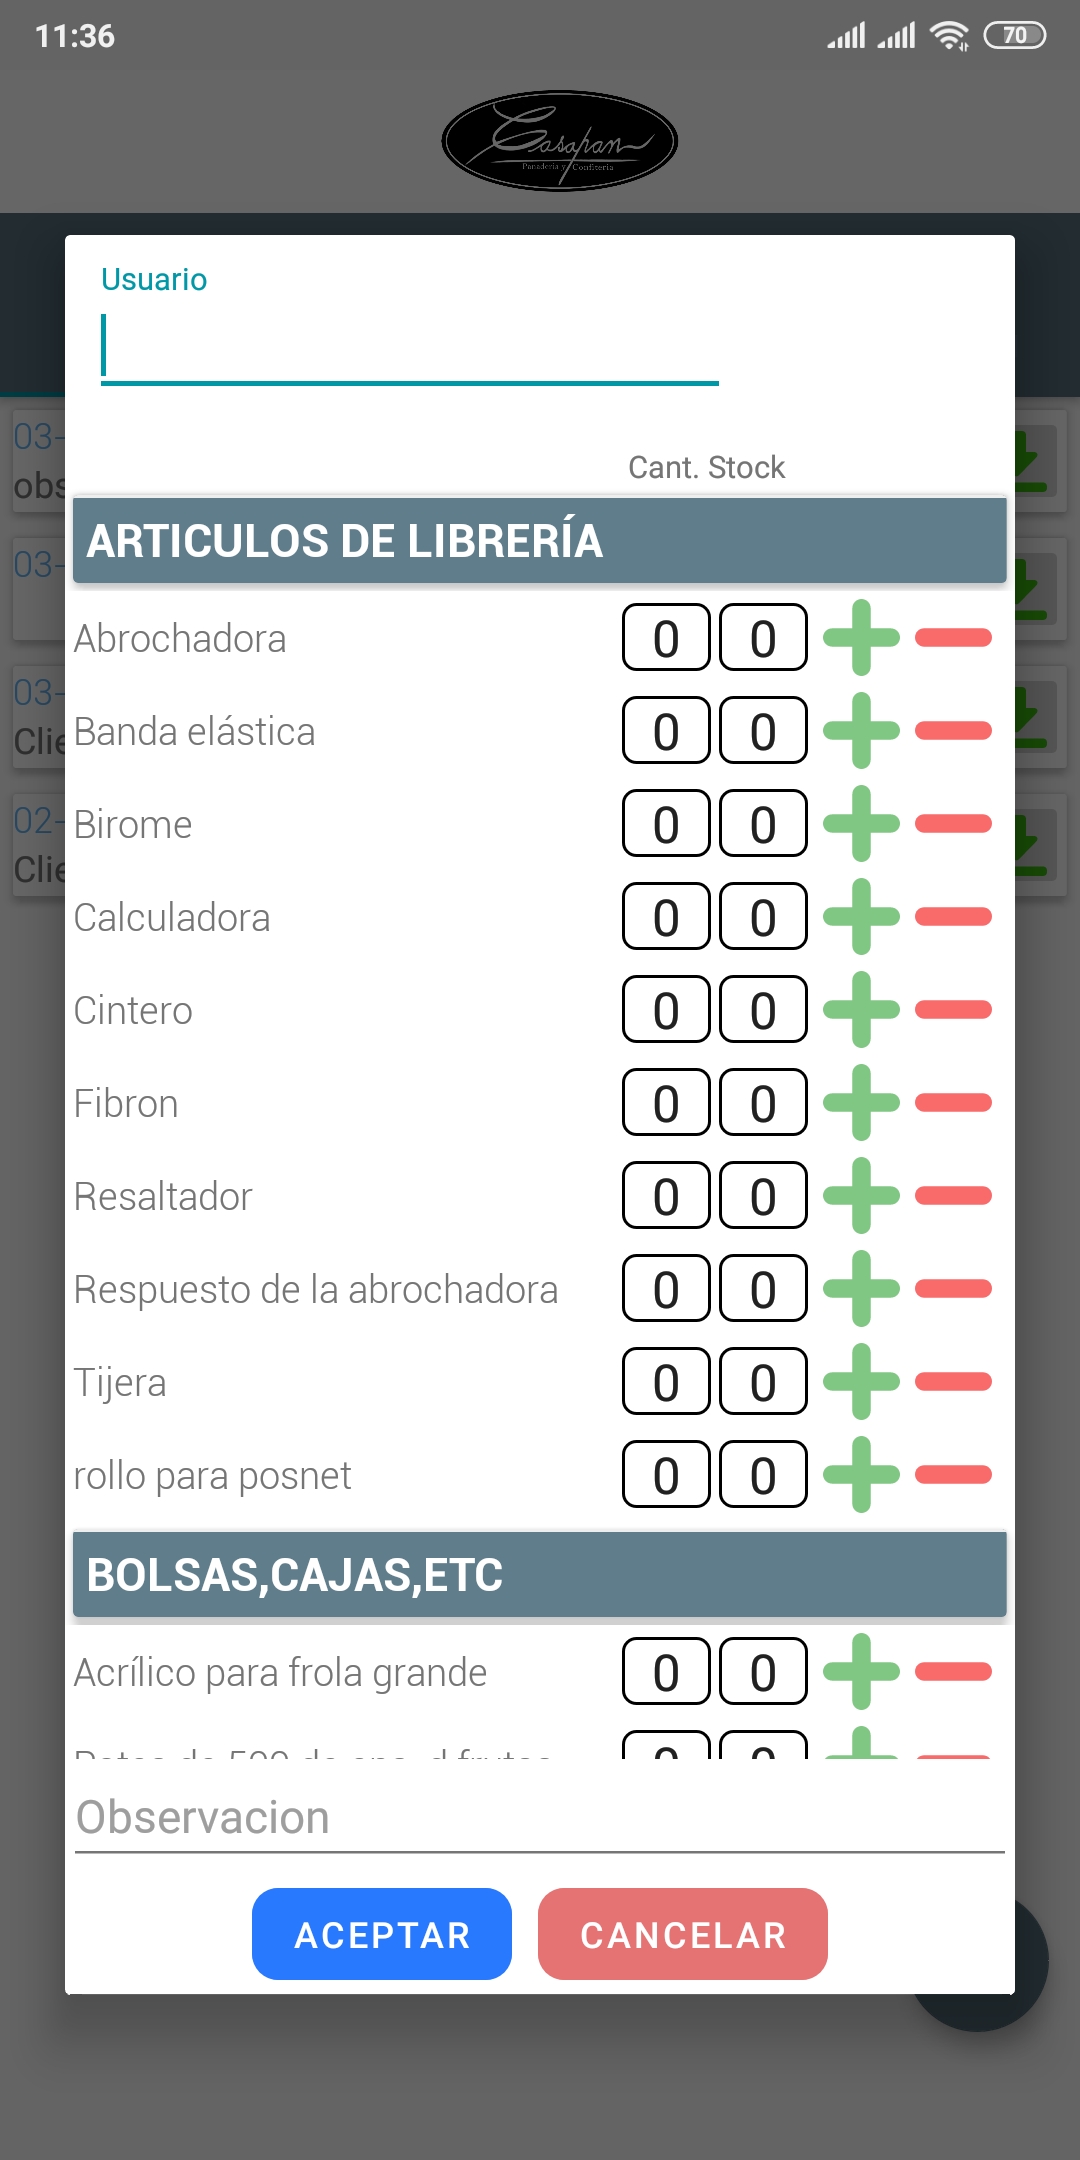 11:36
70
Casapan
Panadería y Confitería
Usuario
Cant. Stock
ARTICULOS DE LIBRERÍA
Abrochadora 0 0
Banda elástica 0 0
Birome 0 0
Calculadora 0 0
Cintero 0 0
Fibron 0 0
Resaltador 0 0
Respuesto de la abrochadora 0 0
Tijera 0 0
rollo para posnet 0 0
BOLSAS,CAJAS,ETC
Acrílico para frola grande 0 0
Observacion
ACEPTAR CANCELAR
03-
obs
03-
03-
Clie
02-
Clie